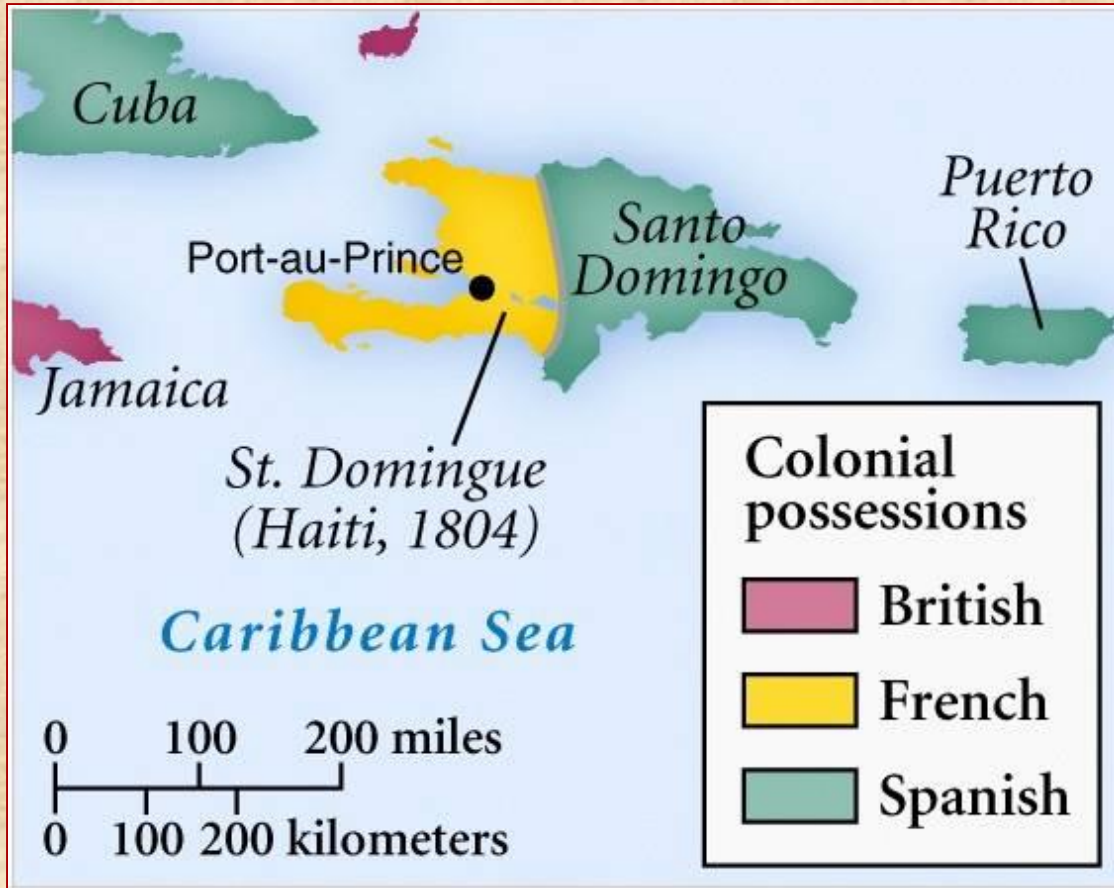 Cuba
Puerto
Rico
Santo
Domingo
Port-au-Prince
Jamaica
St. Domingue
(Haiti, 1804)
Caribbean Sea
0 100 200 miles
0 100 200 kilometers
Colonial
possessions
British
French
Spanish